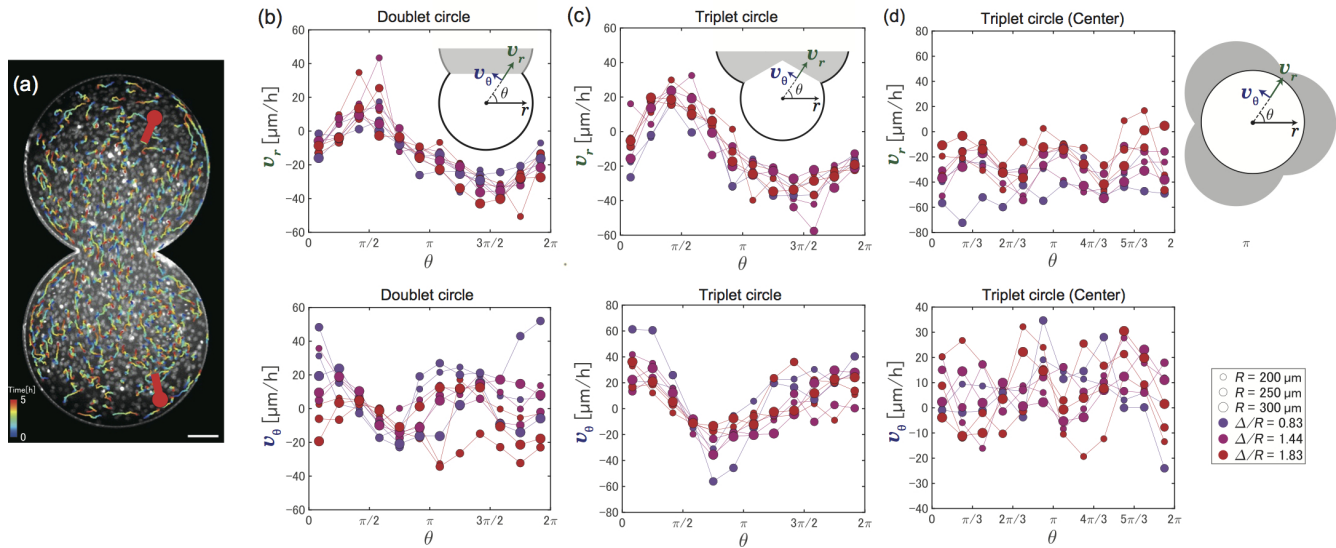 (a)
Time[h]
5
0
(b)
Doublet circle
v_r [μm/h]
60
40
20
0
-20
-40
-60
0
π/2
π
3π/2
2π
θ
v_r
v_θ
θ
r
(c)
Triplet circle
v_r [μm/h]
60
40
20
0
-20
-40
-60
0
π/2
π
3π/2
2π
θ
v_r
v_θ
θ
r
(d)
Triplet circle (Center)
v_r [μm/h]
80
60
40
20
0
-20
-40
-60
-80
0
π/3
2π/3
π
4π/3
5π/3
2
θ
v_r
v_θ
θ
r
π
Doublet circle
v_θ [μm/h]
60
40
20
0
-20
-40
-60
0
π/2
π
3π/2
2π
θ
Triplet circle
v_θ [μm/h]
80
60
40
20
0
-20
-40
-60
-80
0
π/2
π
3π/2
2π
θ
Triplet circle (Center)
v_θ [μm/h]
40
30
20
10
0
-10
-20
-30
-40
0
π/3
2π/3
π
4π/3
5π/3
2
θ
R = 200 μm
R = 250 μm
R = 300 μm
Δ/R = 0.83
Δ/R = 1.44
Δ/R = 1.83